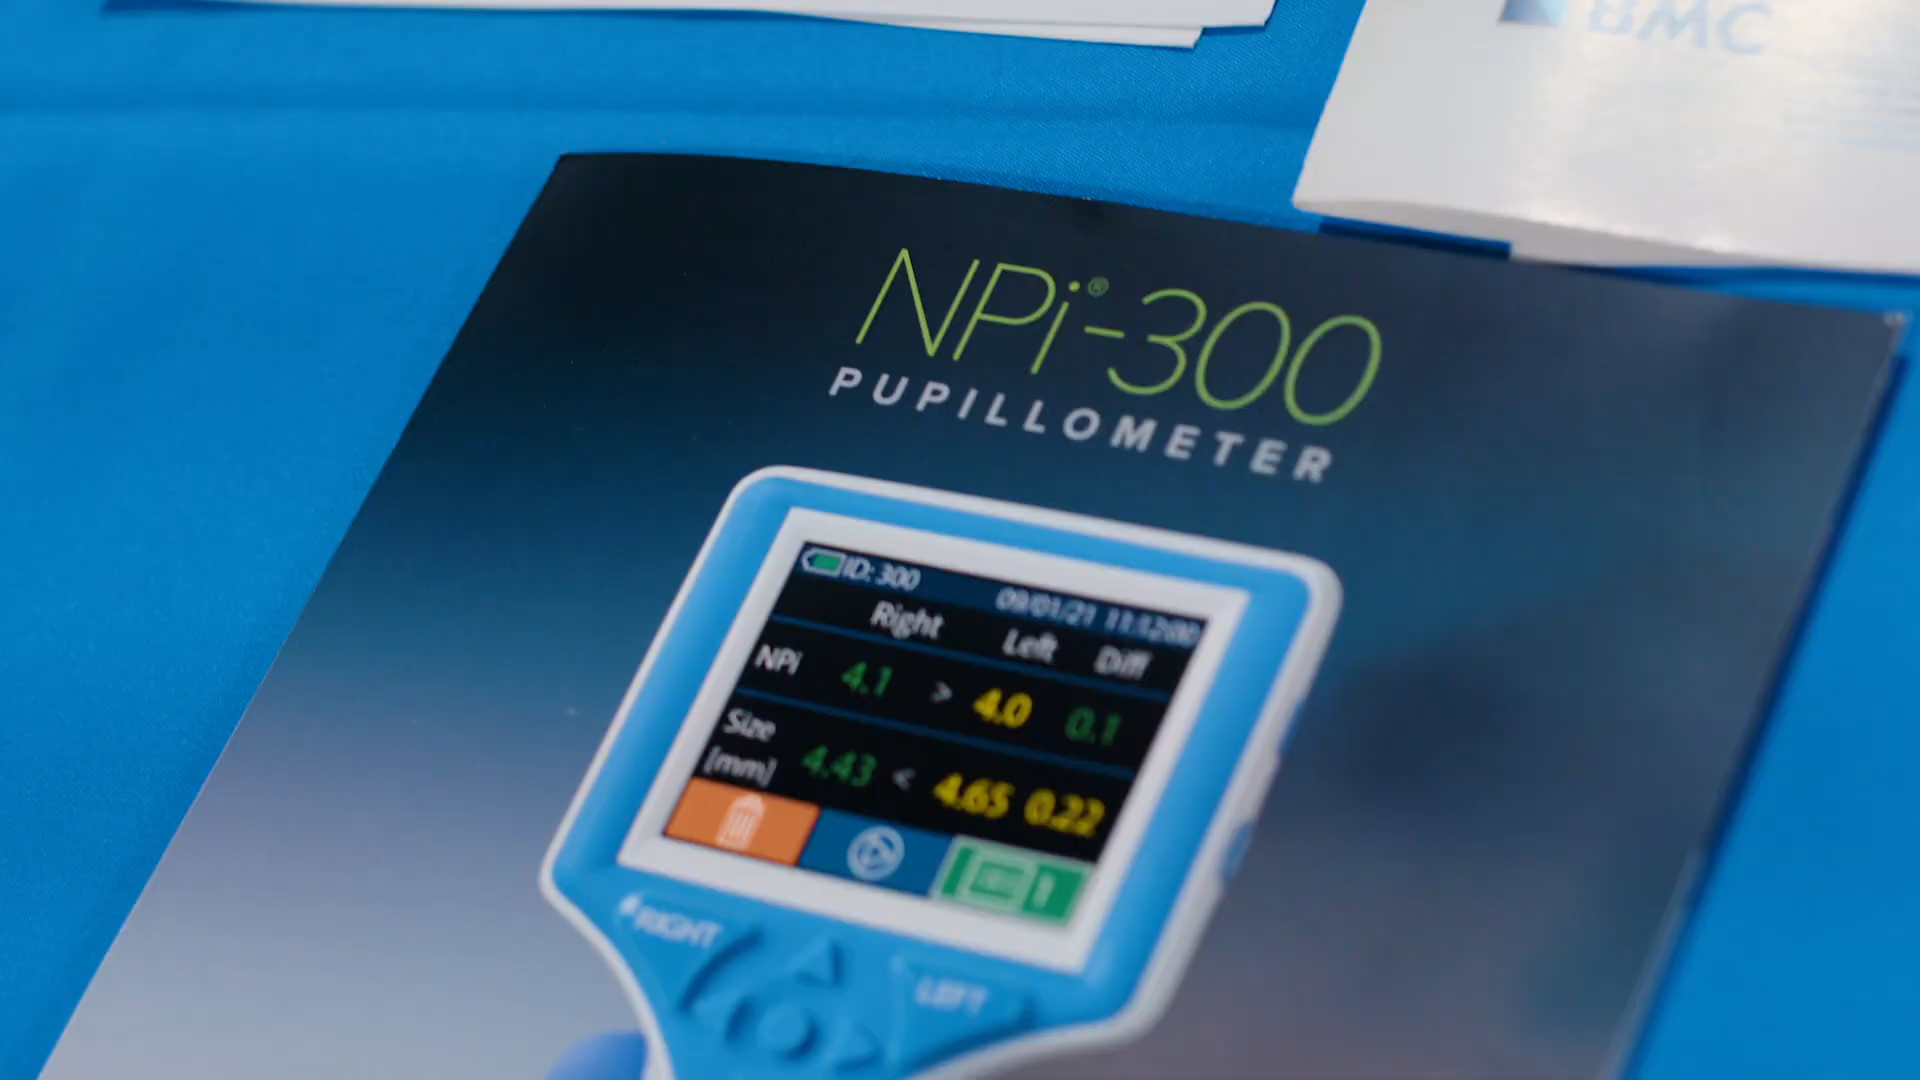 BMC
NPi®-300
PUPILLOMETER
ID: 300 09/01/21 11:12:00
Right Left Diff
NPi 4.1 > 4.0 0.1
Size
[mm] 4.43 < 4.65 0.22
RIGHT
LEFT